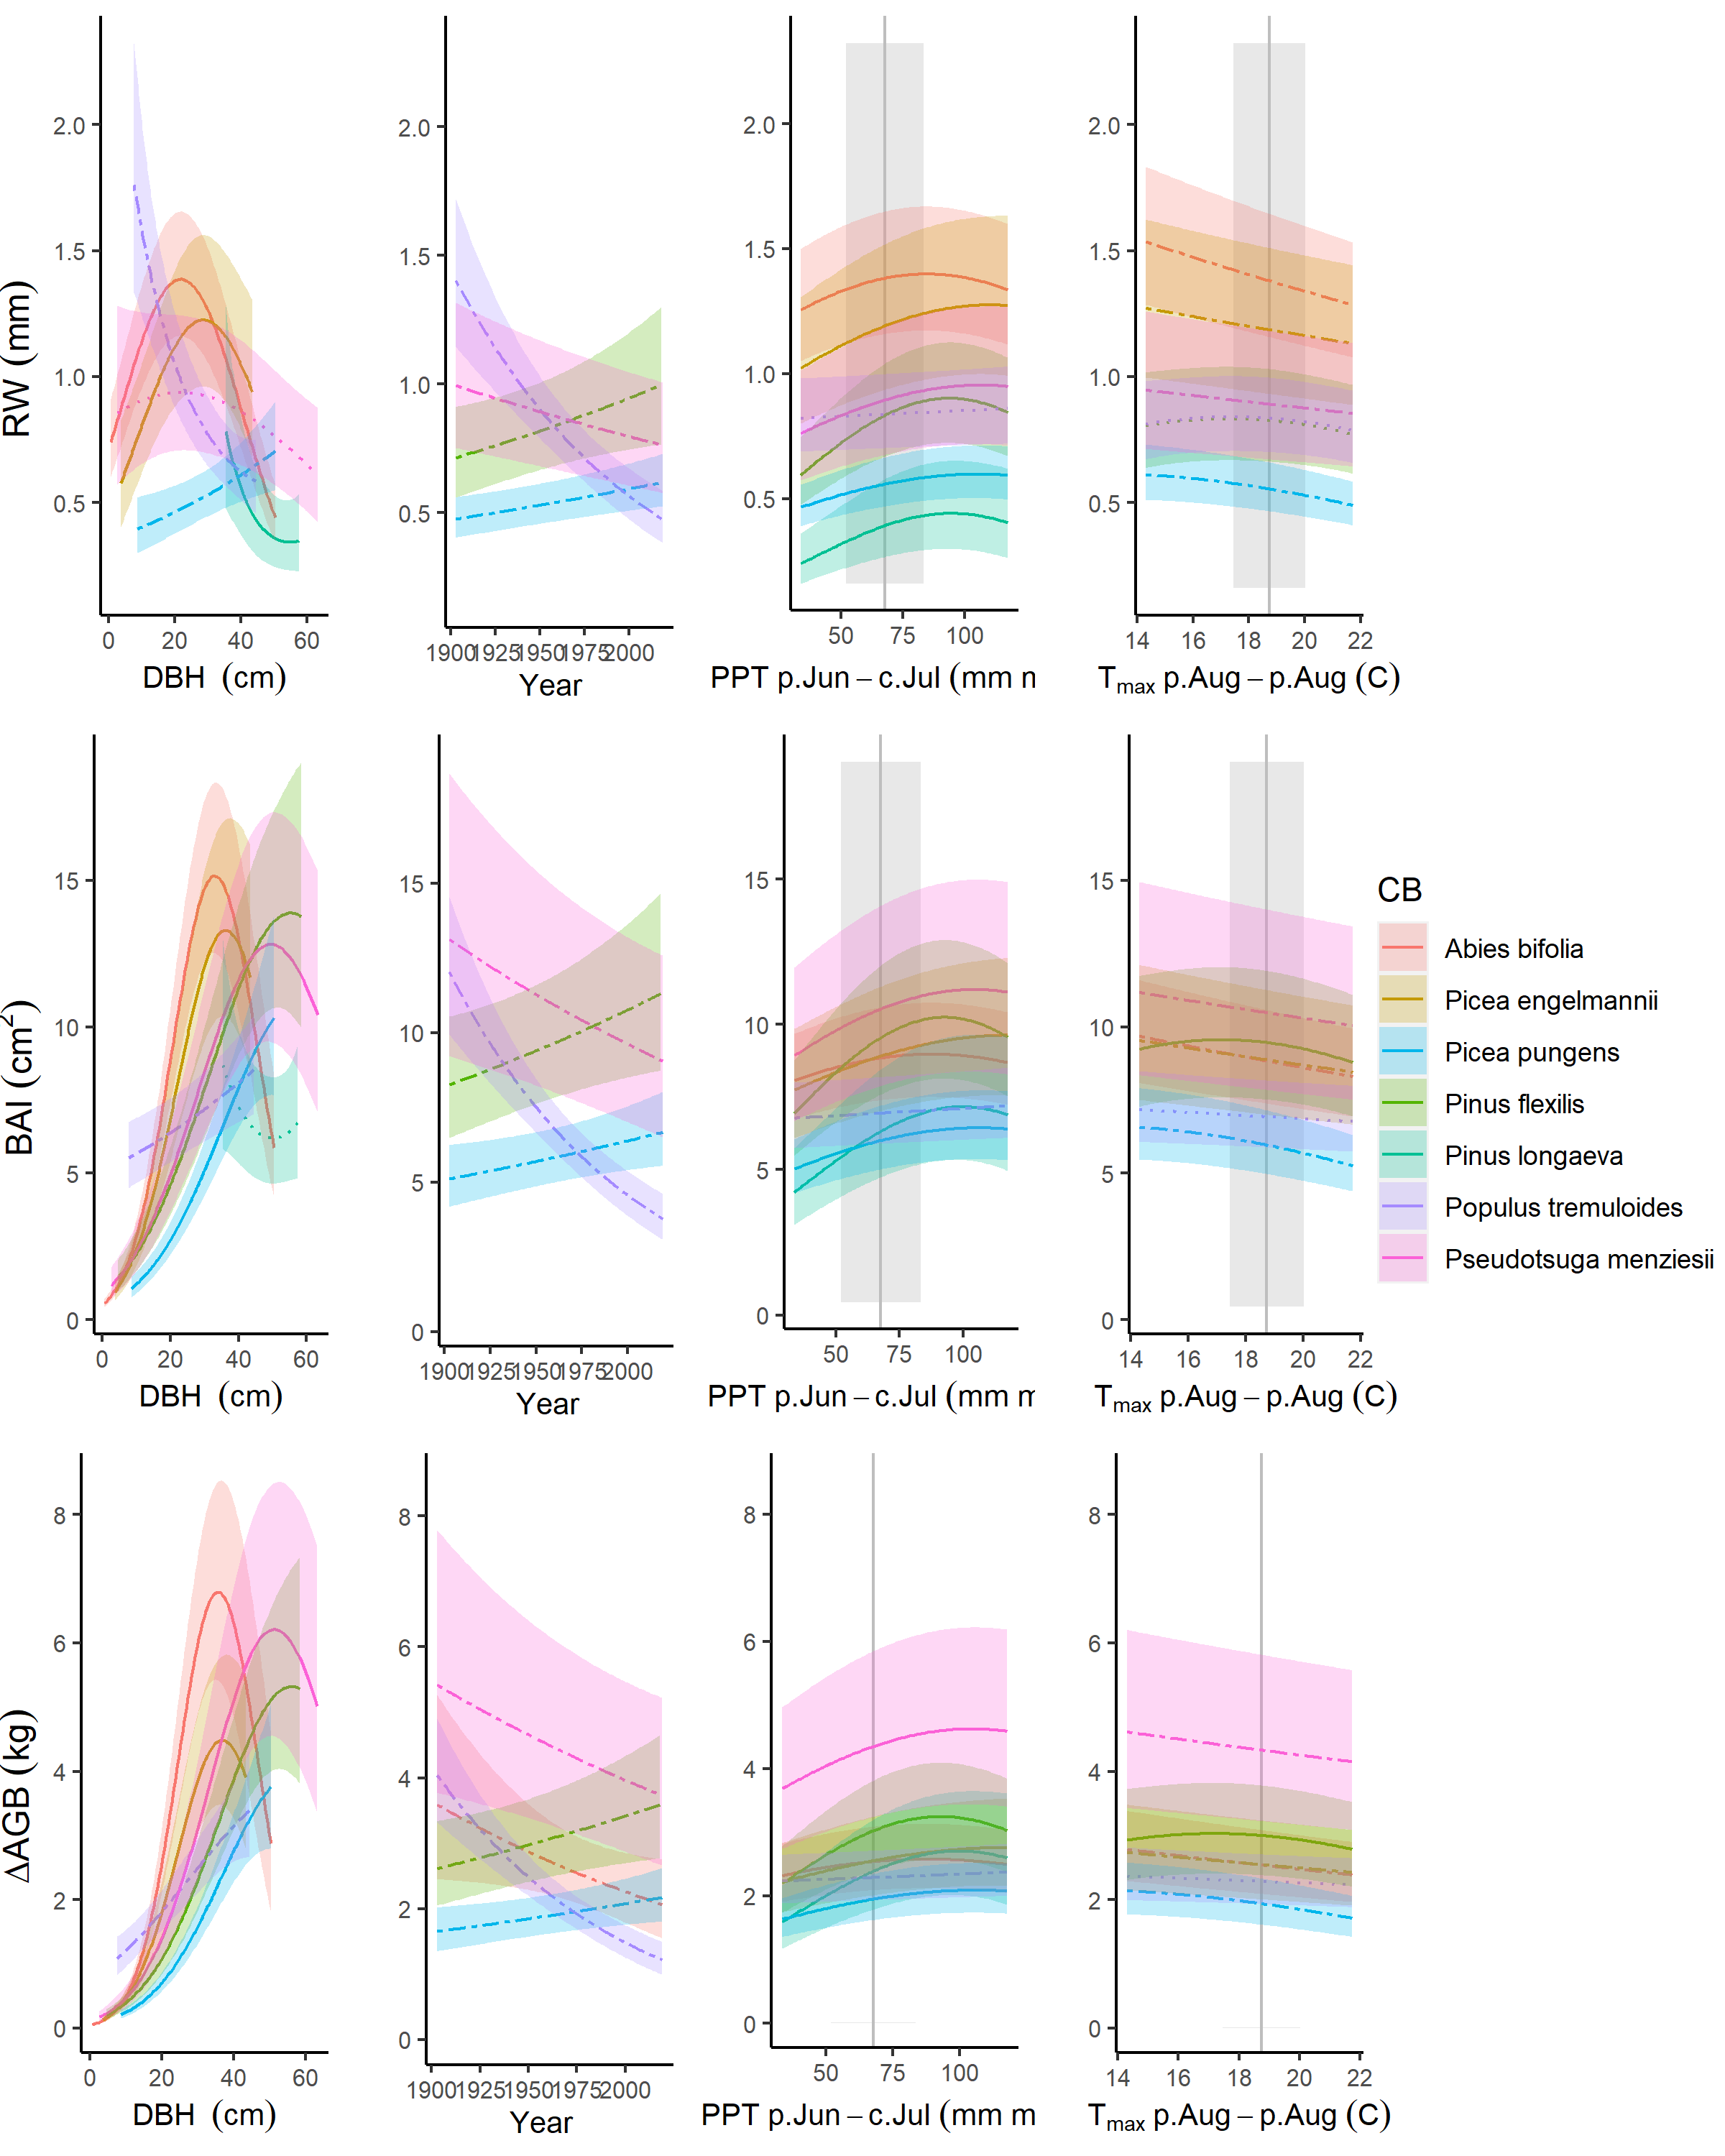 RW (mm)
2.0
1.5
1.0
0.5
0 20 40 60
DBH (cm)
2.0
1.5
1.0
0.5
1900 1925 1950 1975 2000
Year
2.0
1.5
1.0
0.5
50 75 100
PPT p.Jun – c.Jul (mm n
2.0
1.5
1.0
0.5
14 16 18 20 22
Tmax p.Aug – p.Aug (C)
BAI (cm²)
15
10
5
0
0 20 40 60
DBH (cm)
15
10
5
0
1900 1925 1950 1975 2000
Year
15
10
5
0
50 75 100
PPT p.Jun – c.Jul (mm m
15
10
5
0
14 16 18 20 22
Tmax p.Aug – p.Aug (C)
CB
Abies bifolia
Picea engelmannii
Picea pungens
Pinus flexilis
Pinus longaeva
Populus tremuloides
Pseudotsuga menziesii
ΔAGB (kg)
8
6
4
2
0
0 20 40 60
DBH (cm)
8
6
4
2
0
1900 1925 1950 1975 2000
Year
8
6
4
2
0
50 75 100
PPT p.Jun – c.Jul (mm m
8
6
4
2
0
14 16 18 20 22
Tmax p.Aug – p.Aug (C)